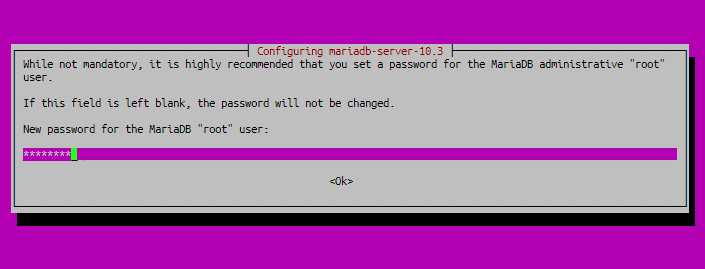 Configuring mariadb-server-10.3
While not mandatory, it is highly recommended that you set a password for the MariaDB administrative "root"
user.
If this field is left blank, the password will not be changed.
New password for the MariaDB "root" user:
********
<Ok>